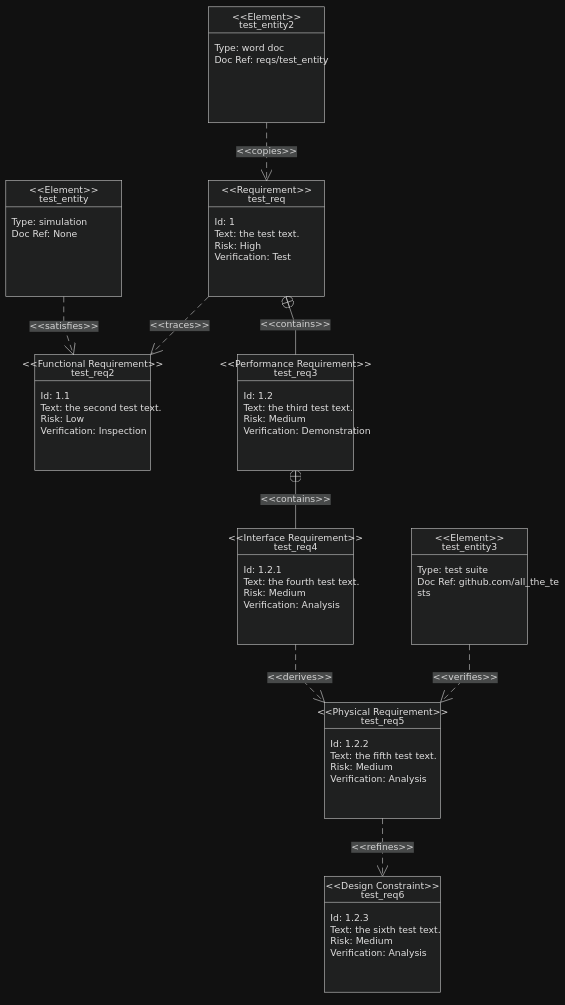 <<Element>>
test_entity2
Type: word doc
Doc Ref: reqs/test_entity
<<copies>>
<<Element>>
test_entity
Type: simulation
Doc Ref: None
<<Requirement>>
test_req
Id: 1
Text: the test text.
Risk: High
Verification: Test
<<satisfies>>
<<traces>>
<<contains>>
<<Functional Requirement>>
test_req2
Id: 1.1
Text: the second test text.
Risk: Low
Verification: Inspection
<<Performance Requirement>>
test_req3
Id: 1.2
Text: the third test text.
Risk: Medium
Verification: Demonstration
<<contains>>
<<Interface Requirement>>
test_req4
Id: 1.2.1
Text: the fourth test text.
Risk: Medium
Verification: Analysis
<<Element>>
test_entity3
Type: test suite
Doc Ref: github.com/all_the_te
sts
<<derives>>
<<verifies>>
<<Physical Requirement>>
test_req5
Id: 1.2.2
Text: the fifth test text.
Risk: Medium
Verification: Analysis
<<refines>>
<<Design Constraint>>
test_req6
Id: 1.2.3
Text: the sixth test text.
Risk: Medium
Verification: Analysis